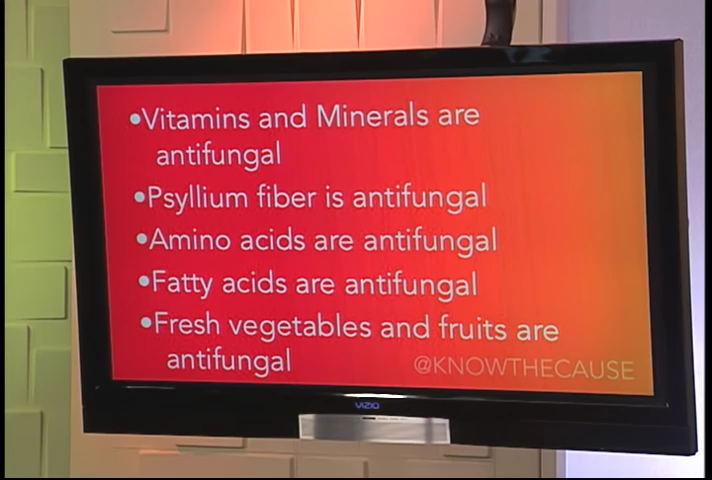 •Vitamins and Minerals are
antifungal
•Psyllium fiber is antifungal
•Amino acids are antifungal
•Fatty acids are antifungal
•Fresh vegetables and fruits are
antifungal
@KNOWTHECAUSE
VIZIO